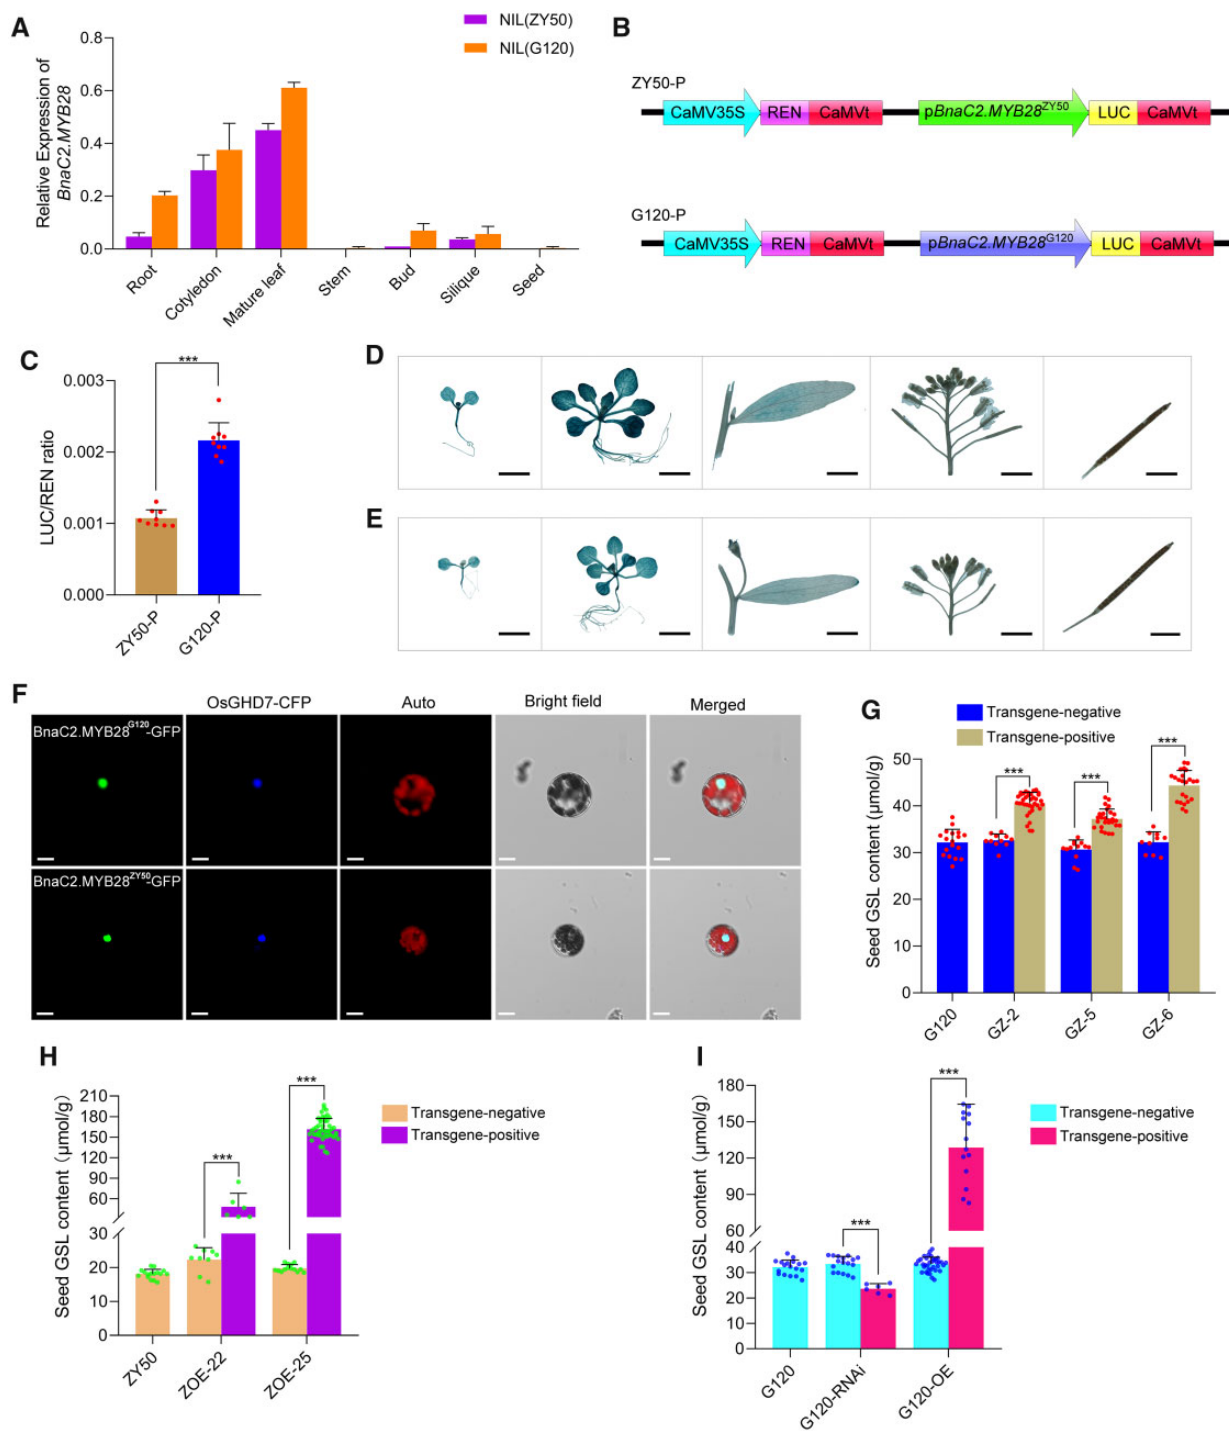 A
NIL(ZY50)
NIL(G120)
Relative Expression of
BnaC2.MYB28
0.8
0.6
0.4
0.2
0.0
Root
Cotyledon
Mature leaf
Stem
Bud
Silique
Seed
B
ZY50-P
CaMV35S REN CaMVt pBnaC2.MYB28ZY50 LUC CaMVt
G120-P
CaMV35S REN CaMVt pBnaC2.MYB28G120 LUC CaMVt
C
***
LUC/REN ratio
0.003
0.002
0.001
0.000
ZY50-P
G120-P
D
E
F
OsGHD7-CFP Auto Bright field Merged
BnaC2.MYB28G120-GFP
BnaC2.MYB28ZY50-GFP
G
Transgene-negative
Transgene-positive
Seed GSL content (μmol/g)
50
40
30
20
10
0
***
***
***
G120
GZ-2
GZ-5
GZ-6
H
Transgene-negative
Transgene-positive
Seed GSL content (μmol/g)
210
180
150
120
90
60
30
20
10
0
***
***
ZY50
ZOE-22
ZOE-25
I
Transgene-negative
Transgene-positive
Seed GSL content (μmol/g)
180
150
120
90
60
40
30
20
10
0
***
***
G120
G120-RNAi
G120-OE